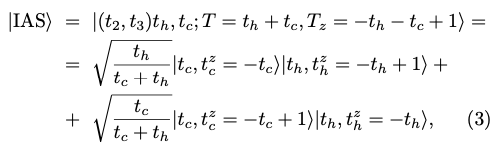 |IAS⟩ = |(t₂, t₃)t_h, t_c; T = t_h + t_c, T_z = −t_h − t_c + 1⟩ =
= √(t_h/(t_c + t_h)) |t_c, t_c^z = −t_c⟩|t_h, t_h^z = −t_h + 1⟩ +
+ √(t_c/(t_c + t_h)) |t_c, t_c^z = −t_c + 1⟩|t_h, t_h^z = −t_h⟩, (3)